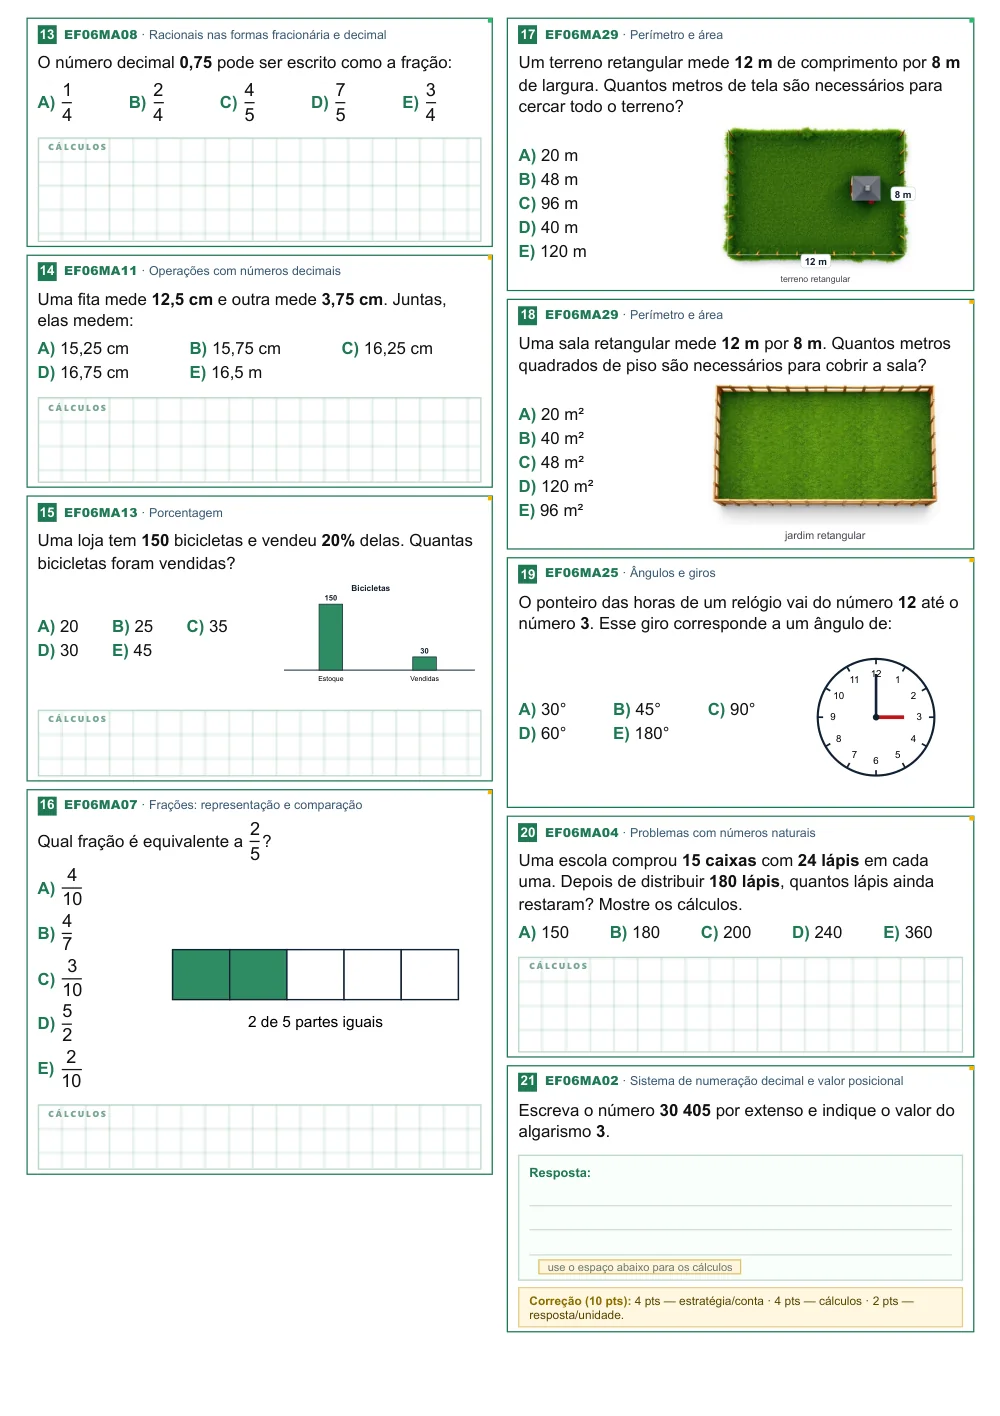 13 EF06MA08 · Racionais nas formas fracionária e decimal
O número decimal 0,75 pode ser escrito como a fração:
A) 1/4 B) 2/4 C) 4/5 D) 7/5 E) 3/4
CÁLCULOS
14 EF06MA11 · Operações com números decimais
Uma fita mede 12,5 cm e outra mede 3,75 cm. Juntas,
elas medem:
A) 15,25 cm B) 15,75 cm C) 16,25 cm
D) 16,75 cm E) 16,5 m
CÁLCULOS
15 EF06MA13 · Porcentagem
Uma loja tem 150 bicicletas e vendeu 20% delas. Quantas
bicicletas foram vendidas?
A) 20 B) 25 C) 35
D) 30 E) 45
Bicicletas
150
30
Estoque Vendidas
CÁLCULOS
16 EF06MA07 · Frações: representação e comparação
Qual fração é equivalente a 2/5?
A) 4/10
B) 4/7
C) 3/10
D) 5/2
E) 2/10
2 de 5 partes iguais
CÁLCULOS
17 EF06MA29 · Perímetro e área
Um terreno retangular mede 12 m de comprimento por 8 m
de largura. Quantos metros de tela são necessários para
cercar todo o terreno?
A) 20 m
B) 48 m
C) 96 m
D) 40 m
E) 120 m
8 m
12 m
terreno retangular
18 EF06MA29 · Perímetro e área
Uma sala retangular mede 12 m por 8 m. Quantos metros
quadrados de piso são necessários para cobrir a sala?
A) 20 m²
B) 40 m²
C) 48 m²
D) 120 m²
E) 96 m²
jardim retangular
19 EF06MA25 · Ângulos e giros
O ponteiro das horas de um relógio vai do número 12 até o
número 3. Esse giro corresponde a um ângulo de:
A) 30° B) 45° C) 90°
D) 60° E) 180°
12
1
2
3
4
5
6
7
8
9
10
11
20 EF06MA04 · Problemas com números naturais
Uma escola comprou 15 caixas com 24 lápis em cada
uma. Depois de distribuir 180 lápis, quantos lápis ainda
restaram? Mostre os cálculos.
A) 150 B) 180 C) 200 D) 240 E) 360
CÁLCULOS
21 EF06MA02 · Sistema de numeração decimal e valor posicional
Escreva o número 30 405 por extenso e indique o valor do
algarismo 3.
Resposta:
use o espaço abaixo para os cálculos
Correção (10 pts): 4 pts — estratégia/conta · 4 pts — cálculos · 2 pts —
resposta/unidade.